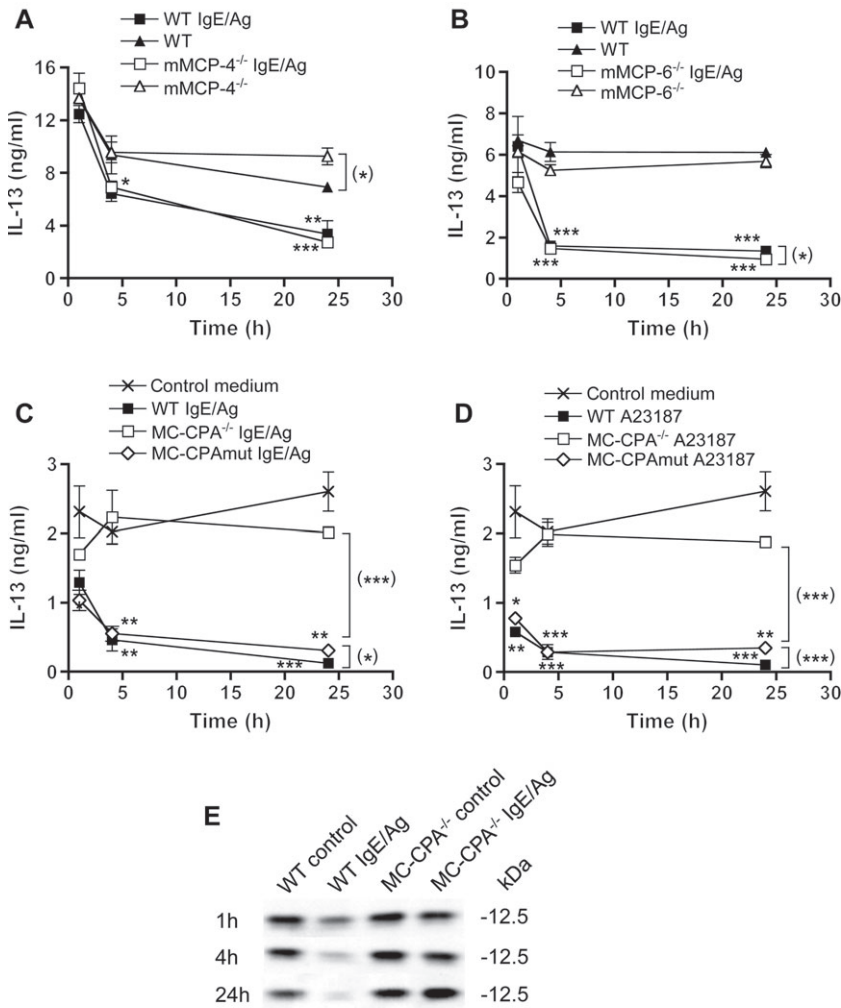 A
WT IgE/Ag
WT
mMCP-4-/- IgE/Ag
mMCP-4-/-
16
12
8
4
0
IL-13 (ng/ml)
*
**
***
(*)
0 5 10 15 20 25 30
Time (h)
B
WT IgE/Ag
WT
mMCP-6-/- IgE/Ag
mMCP-6-/-
10
8
6
4
2
0
IL-13 (ng/ml)
***
***
***
***
(*)
0 5 10 15 20 25 30
Time (h)
C
Control medium
WT IgE/Ag
MC-CPA-/- IgE/Ag
MC-CPAmut IgE/Ag
3
2
1
0
IL-13 (ng/ml)
*
**
**
**
***
(***)
(*)
0 5 10 15 20 25 30
Time (h)
D
Control medium
WT A23187
MC-CPA-/- A23187
MC-CPAmut A23187
3
2
1
0
IL-13 (ng/ml)
*
**
***
***
**
***
(***)
(***)
0 5 10 15 20 25 30
Time (h)
E
WT control
WT IgE/Ag
MC-CPA-/- control
MC-CPA-/- IgE/Ag
kDa
1h -12.5
4h -12.5
24h -12.5